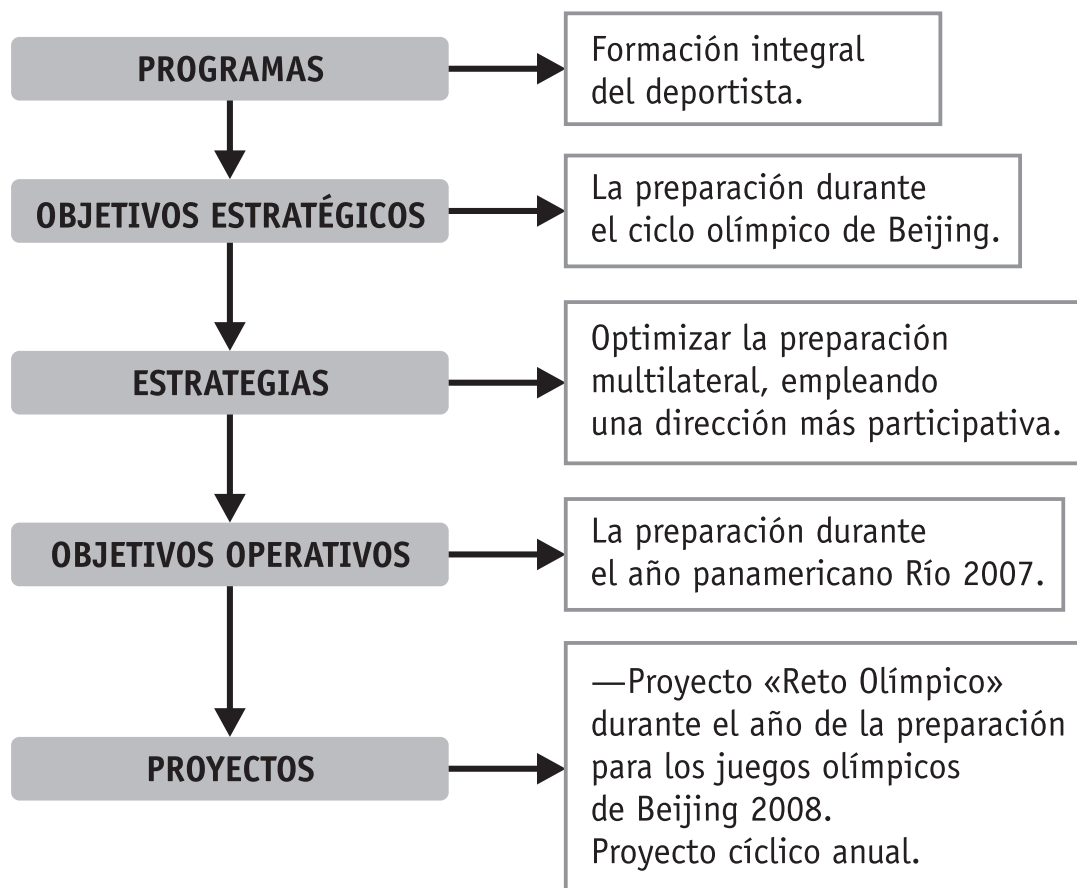 PROGRAMAS
Formación integral
del deportista.
OBJETIVOS ESTRATÉGICOS
La preparación durante
el ciclo olímpico de Beijing.
ESTRATEGIAS
Optimizar la preparación
multilateral, empleando
una dirección más participativa.
OBJETIVOS OPERATIVOS
La preparación durante
el año panamericano Río 2007.
PROYECTOS
—Proyecto «Reto Olímpico»
durante el año de la preparación
para los juegos olímpicos
de Beijing 2008.
Proyecto cíclico anual.